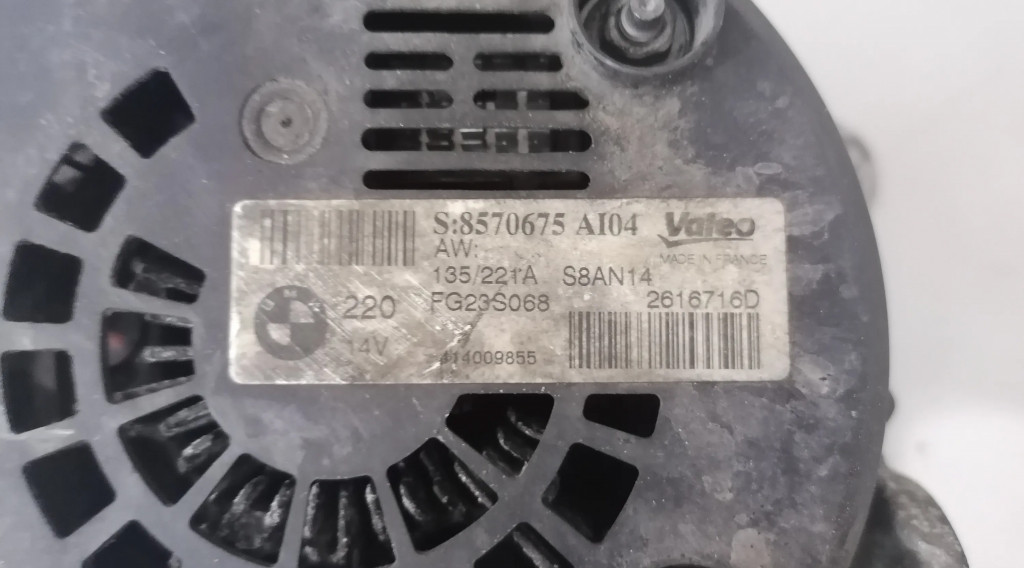 S:8570675 AI04 Valeo
AW:
MADE IN FRANCE
135/221A S8AN14
220 FG23S068 2616716D
14V 414009855